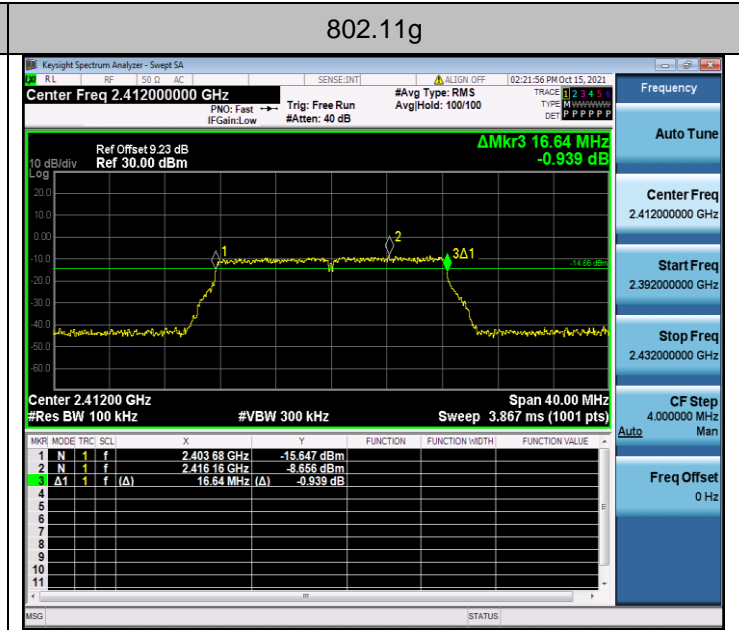 802.11g
Keysight Spectrum Analyzer - Swept SA
RL RF 50 Ω AC SENSE:INT ALIGN OFF 02:21:56 PM Oct 15, 2021
Center Freq 2.412000000 GHz
PNO: Fast
IFGain:Low
Trig: Free Run
#Atten: 40 dB
#Avg Type: RMS
Avg|Hold: 100/100
TRACE 1 2 3 4 5 6
TYPE M W W W W W
DET P P P P P P
Ref Offset 9.23 dB
10 dB/div Ref 30.00 dBm
Log
ΔMkr3 16.64 MHz
-0.939 dB
20.0
10.0
0.00
-10.0
-20.0
-30.0
-40.0
-50.0
-60.0
1
2
3Δ1
-14.66 dBm
Center 2.41200 GHz Span 40.00 MHz
#Res BW 100 kHz #VBW 300 kHz Sweep 3.867 ms (1001 pts)
MKR MODE TRC SCL X Y FUNCTION FUNCTION WIDTH FUNCTION VALUE
1 N 1 f 2.403 68 GHz -15.647 dBm
2 N 1 f 2.416 16 GHz -8.656 dBm
3 Δ1 1 f (Δ) 16.64 MHz (Δ) -0.939 dB
4
5
6
7
8
9
10
11
MSG STATUS
Frequency
Auto Tune
Center Freq
2.412000000 GHz
Start Freq
2.392000000 GHz
Stop Freq
2.432000000 GHz
CF Step
4.000000 MHz
Auto Man
Freq Offset
0 Hz